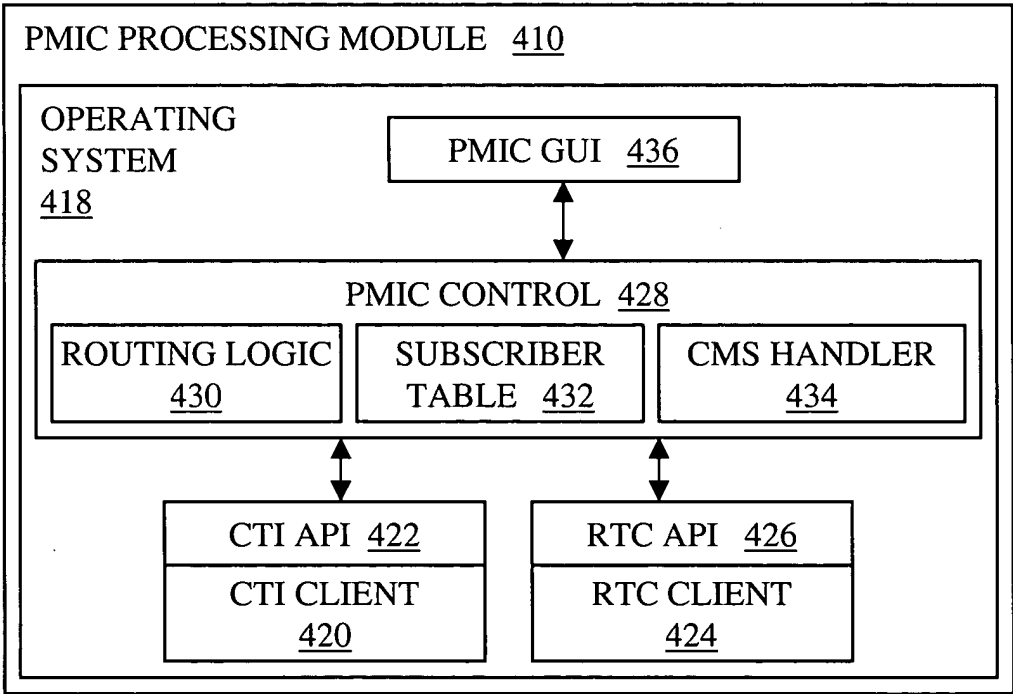 PMIC PROCESSING MODULE 410
OPERATING
SYSTEM
418
PMIC GUI 436
PMIC CONTROL 428
ROUTING LOGIC
430
SUBSCRIBER
TABLE 432
CMS HANDLER
434
CTI API 422
CTI CLIENT
420
RTC API 426
RTC CLIENT
424